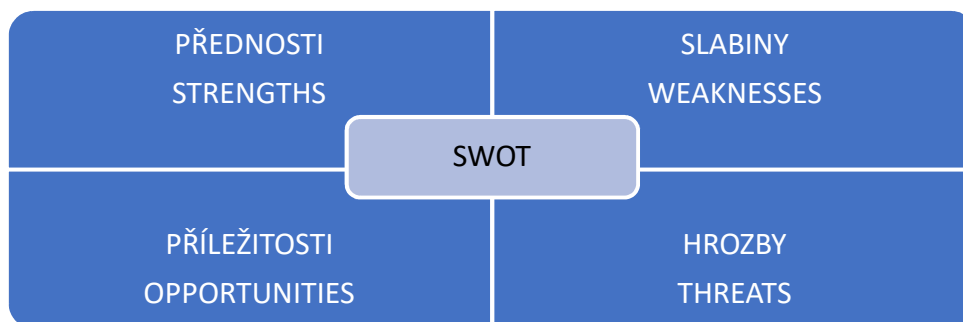 PŘEDNOSTI
STRENGTHS
SLABINY
WEAKNESSES
SWOT
PŘÍLEŽITOSTI
OPPORTUNITIES
HROZBY
THREATS